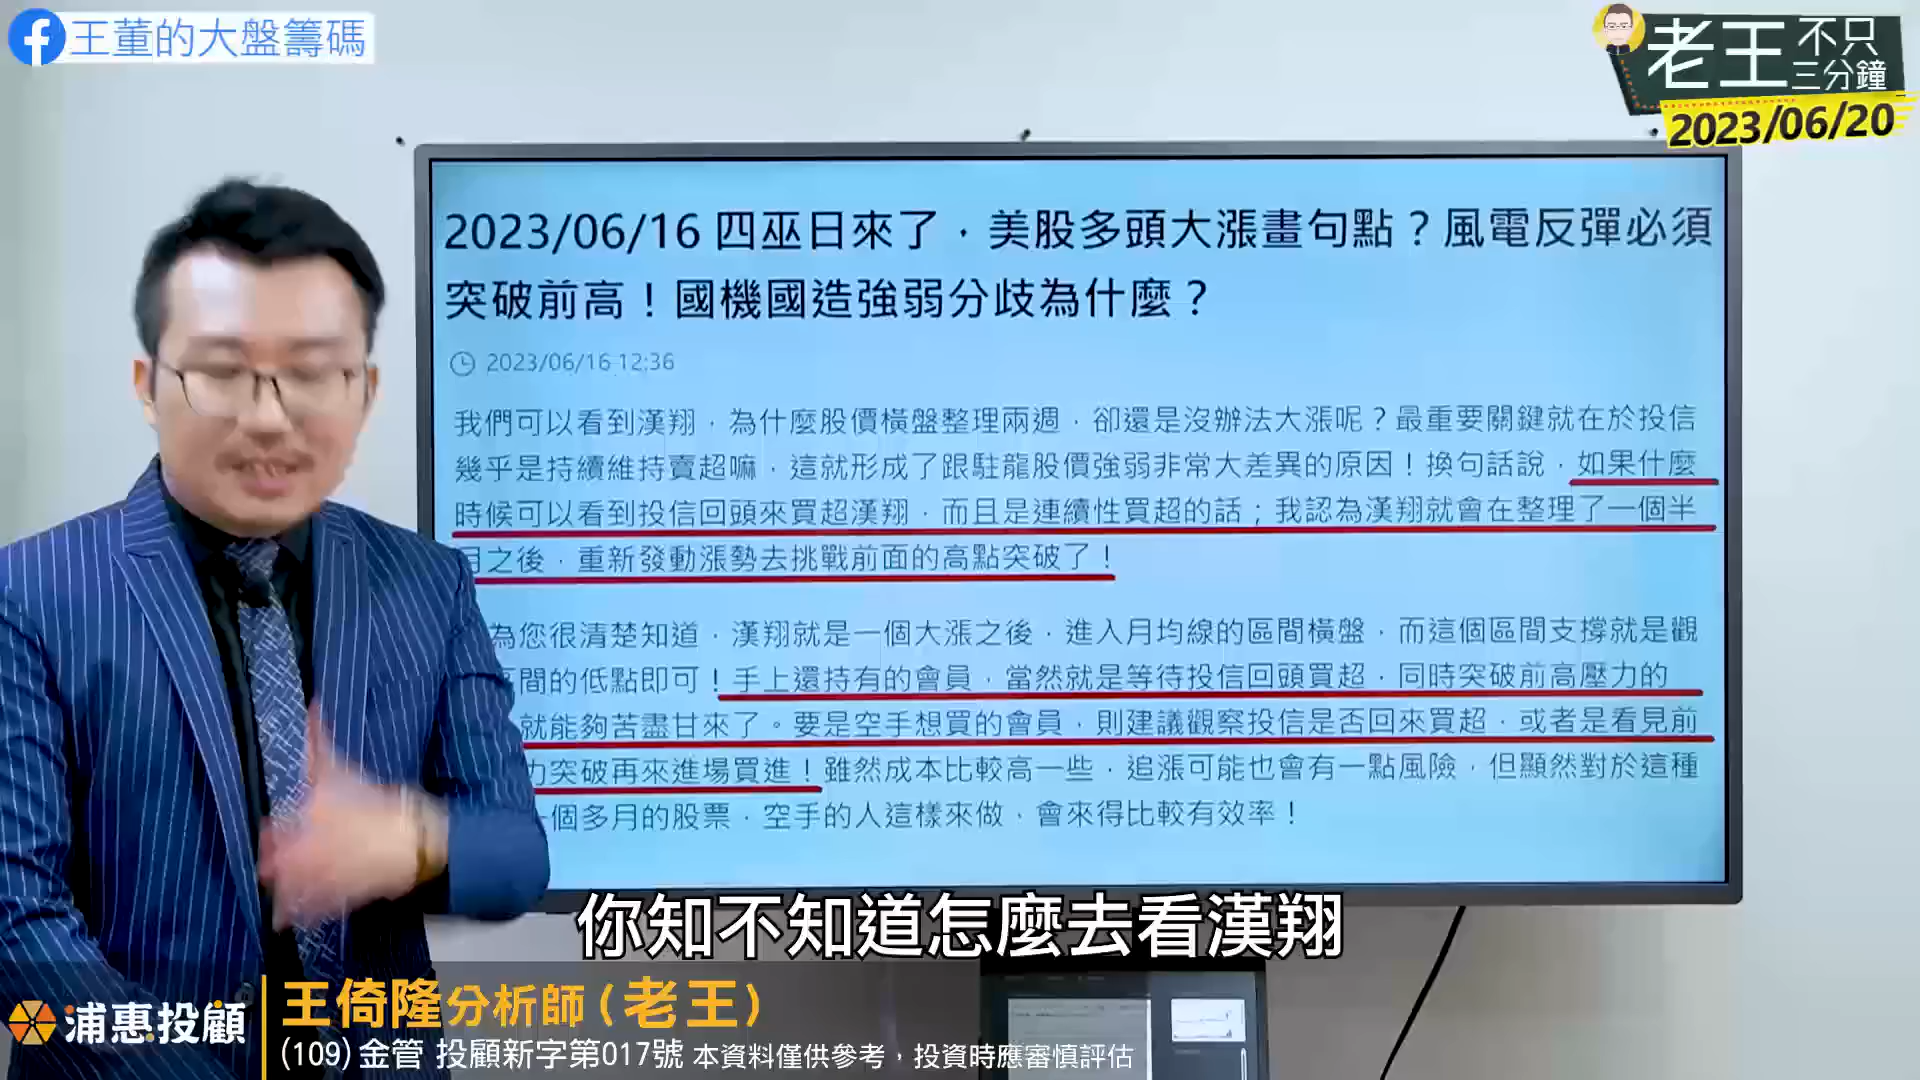 王董的大盤籌碼
老王不只三分鐘
2023/06/20
2023/06/16 四巫日來了，美股多頭大漲畫句點？風電反彈必須
突破前高！國機國造強弱分歧為什麼？
2023/06/16 12:36
我們可以看到漢翔，為什麼股價橫盤整理兩週，卻還是沒辦法大漲呢？最重要關鍵就在於投信
幾乎是持續維持賣超嘛，這就形成了跟駐龍股價強弱非常大差異的原因！換句話說，如果什麼
時候可以看到投信回頭來買超漢翔，而且是連續性買超的話；我認為漢翔就會在整理了一個半
月之後，重新發動漲勢去挑戰前面的高點突破了！
為您很清楚知道，漢翔就是一個大漲之後，進入月均線的區間橫盤，而這個區間支撐就是觀
間的低點即可！手上還持有的會員，當然就是等待投信回頭買超，同時突破前高壓力的
就能夠苦盡甘來了。要是空手想買的會員，則建議觀察投信是否回來買超，或者是看見前
力突破再來進場買進！雖然成本比較高一些，追漲可能也會有一點風險，但顯然對於這種
個多月的股票，空手的人這樣來做，會來得比較有效率！
你知不知道怎麼去看漢翔
浦惠投顧
王倚隆分析師(老王)
(109)金管 投顧新字第017號 本資料僅供參考，投資時應審慎評估